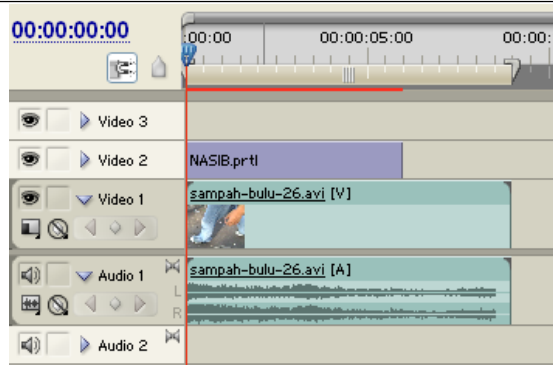 00:00:00:00
:00:00 00:00:05:00 00:00:
Video 3
Video 2 NASIB.prtl
Video 1 sampah-bulu-26.avi [V]
Audio 1 sampah-bulu-26.avi [A]
L
R
Audio 2